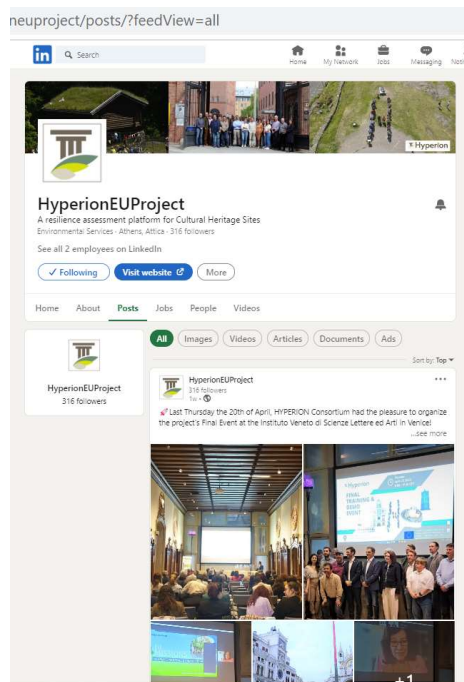 neuproject/posts/?feedView=all
in Search
Home My Network Jobs Messaging
Hyperion
HyperionEUProject
A resilience assessment platform for Cultural Heritage Sites
Environmental Services · Athens, Attica · 316 followers
See all 2 employees on LinkedIn
✓ Following Visit website More
Home About Posts Jobs People Videos
All Images Videos Articles Documents Ads
Sort by: Top
HyperionEUProject
316 followers
HyperionEUProject
316 followers
1w •
🚀Last Thursday the 20th of April, HYPERION Consortium had the pleasure to organize
the project's Final Event at the Instituto Veneto di Scienze Lettere ed Arti in Venice!
...see more
Hyperion
FINAL
TRAINING &
DEMO
EVENT
+1